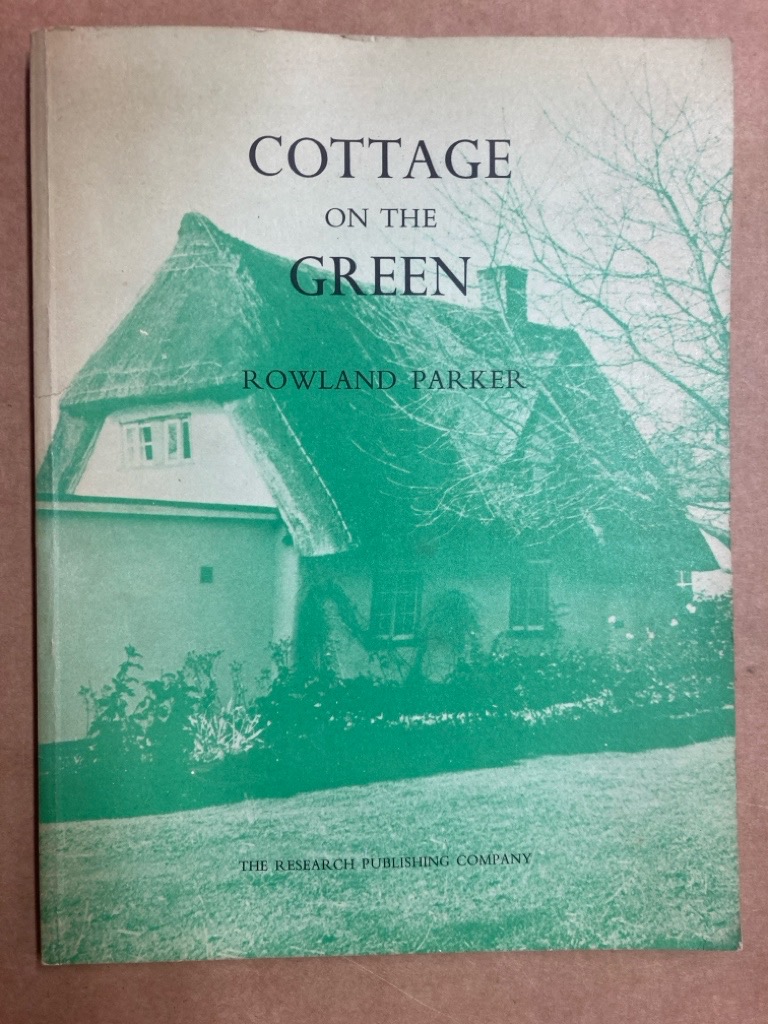 COTTAGE
ON THE
GREEN
ROWLAND PARKER
THE RESEARCH PUBLISHING COMPANY